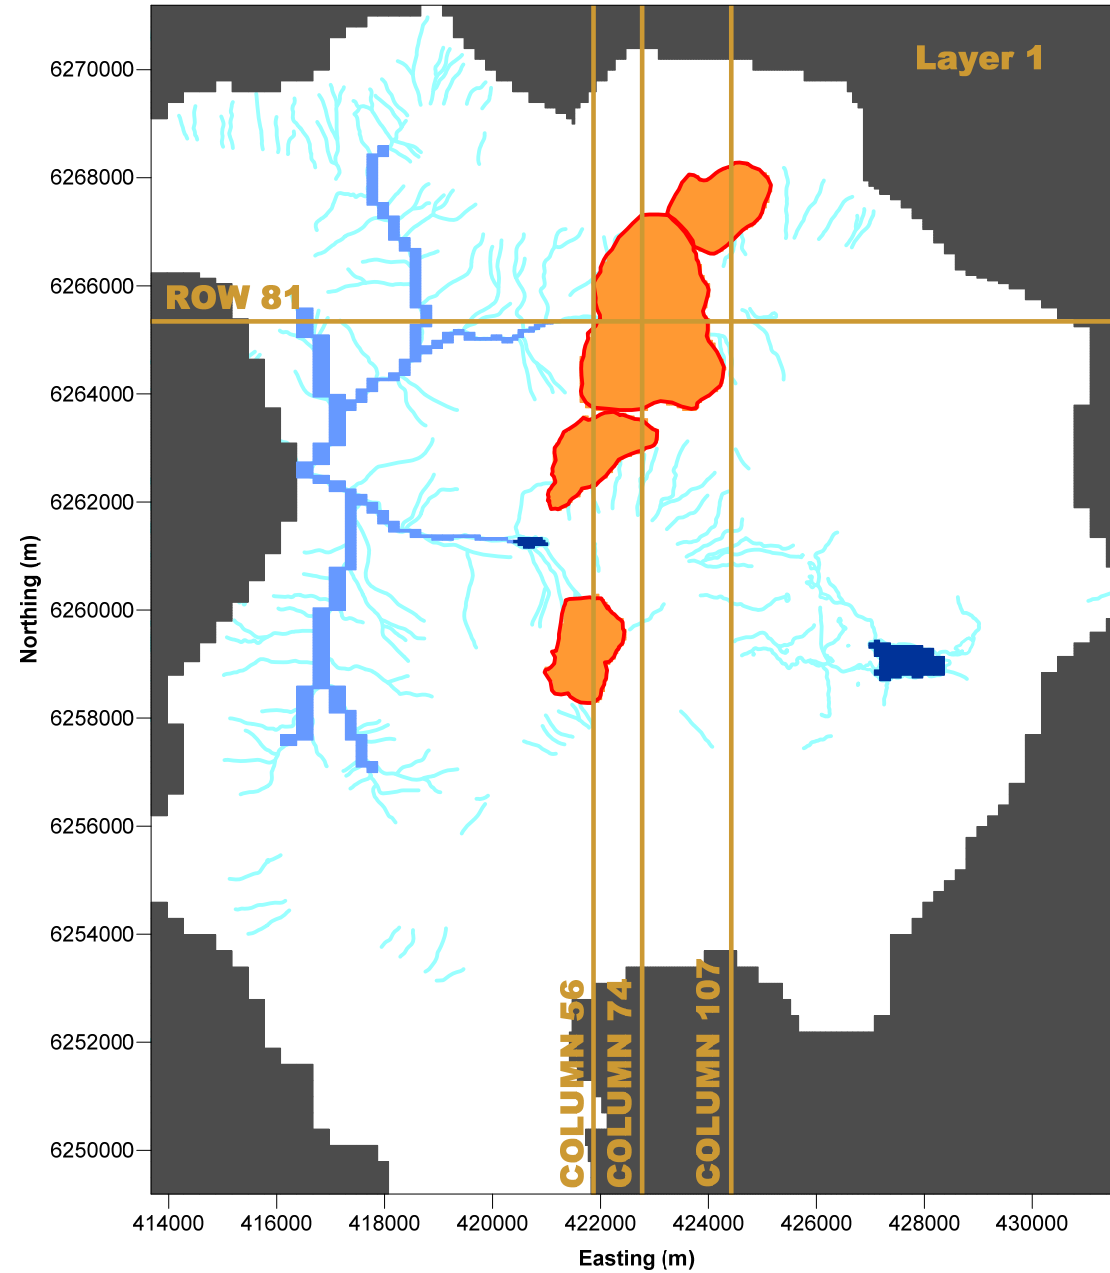 Layer 1
ROW 81
COLUMN 56
COLUMN 74
COLUMN 107
Northing (m)
6270000
6268000
6266000
6264000
6262000
6260000
6258000
6256000
6254000
6252000
6250000
414000 416000 418000 420000 422000 424000 426000 428000 430000
Easting (m)